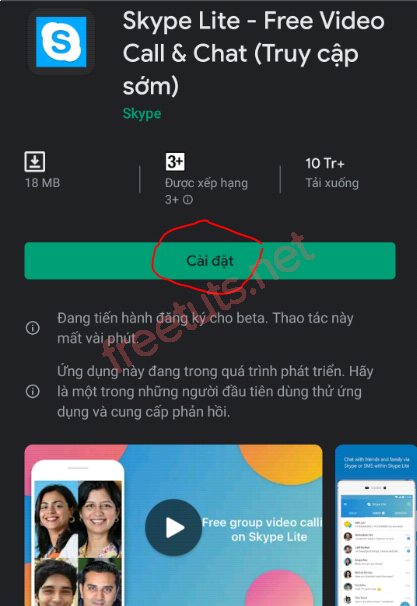 Skype Lite - Free Video
Call & Chat (Truy cập
sớm)
Skype
3+
10 Tr+
18 MB
Được xếp hạng
3+
Tải xuống
Cài đặt
freetuts.net
Đang tiến hành đăng ký cho beta. Thao tác này
mất vài phút.
Ứng dụng này đang trong quá trình phát triển. Hãy
là một trong những người đầu tiên dùng thử ứng
dụng và cung cấp phản hồi.
Free group video calli
on Skype Lite
Chat with friends and family via
Skype or SMS within Skype Lite